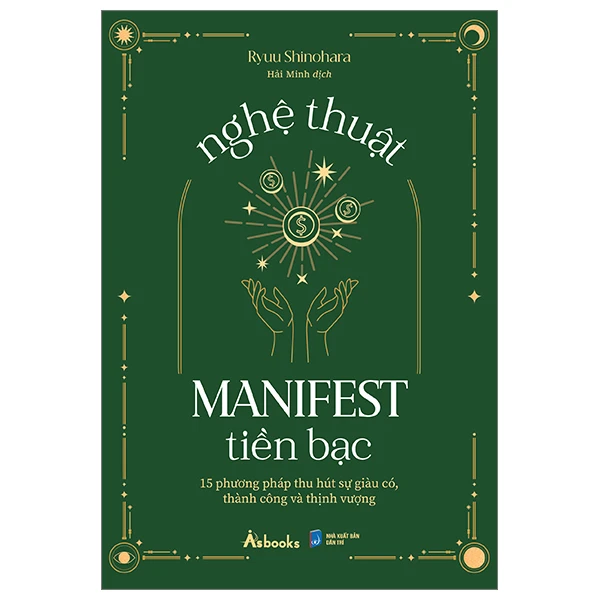 Ryuu Shinohara
Hải Minh dịch
nghệ thuật
MANIFEST
tiền bạc
15 phương pháp thu hút sự giàu có,
thành công và thịnh vượng
Asbooks
NHÀ XUẤT BẢN
DÂN TRÍ